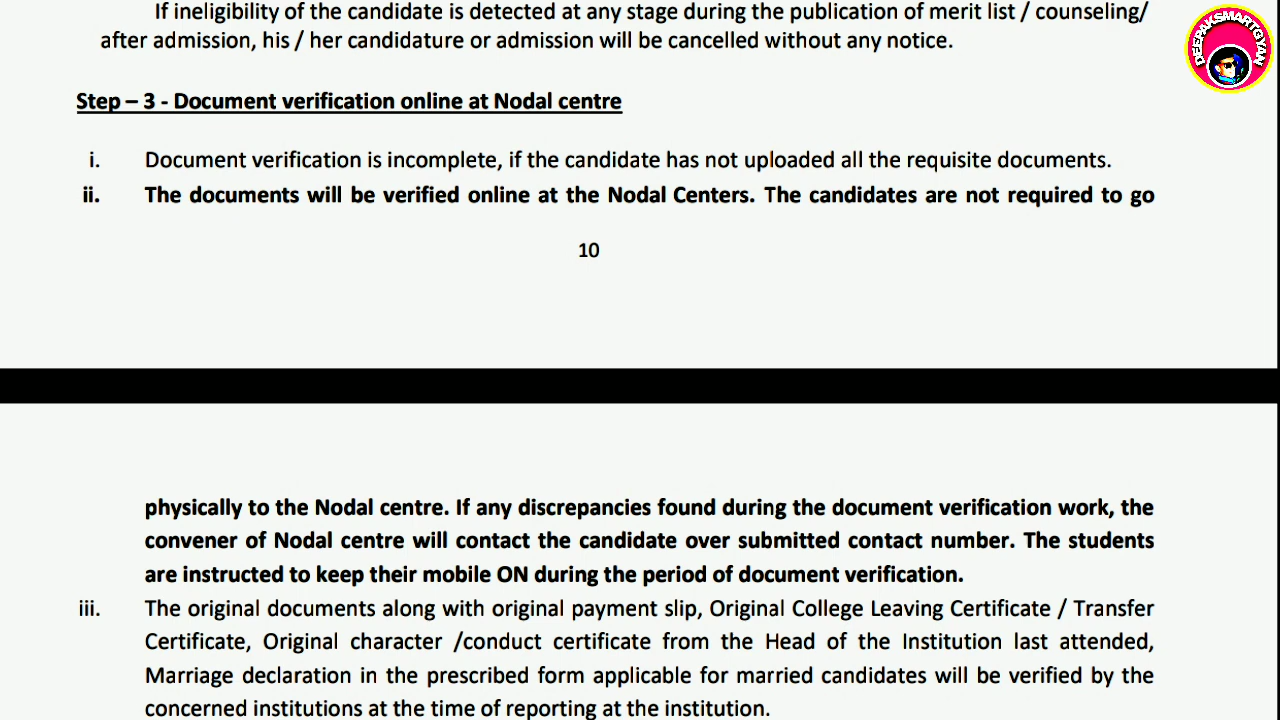 If ineligibility of the candidate is detected at any stage during the publication of merit list / counseling/
after admission, his / her candidature or admission will be cancelled without any notice.
DEEPAKSMARTGYAN
Step – 3 - Document verification online at Nodal centre
i. Document verification is incomplete, if the candidate has not uploaded all the requisite documents.
ii. The documents will be verified online at the Nodal Centers. The candidates are not required to go
10
physically to the Nodal centre. If any discrepancies found during the document verification work, the
convener of Nodal centre will contact the candidate over submitted contact number. The students
are instructed to keep their mobile ON during the period of document verification.
iii. The original documents along with original payment slip, Original College Leaving Certificate / Transfer
Certificate, Original character /conduct certificate from the Head of the Institution last attended,
Marriage declaration in the prescribed form applicable for married candidates will be verified by the
concerned institutions at the time of reporting at the institution.